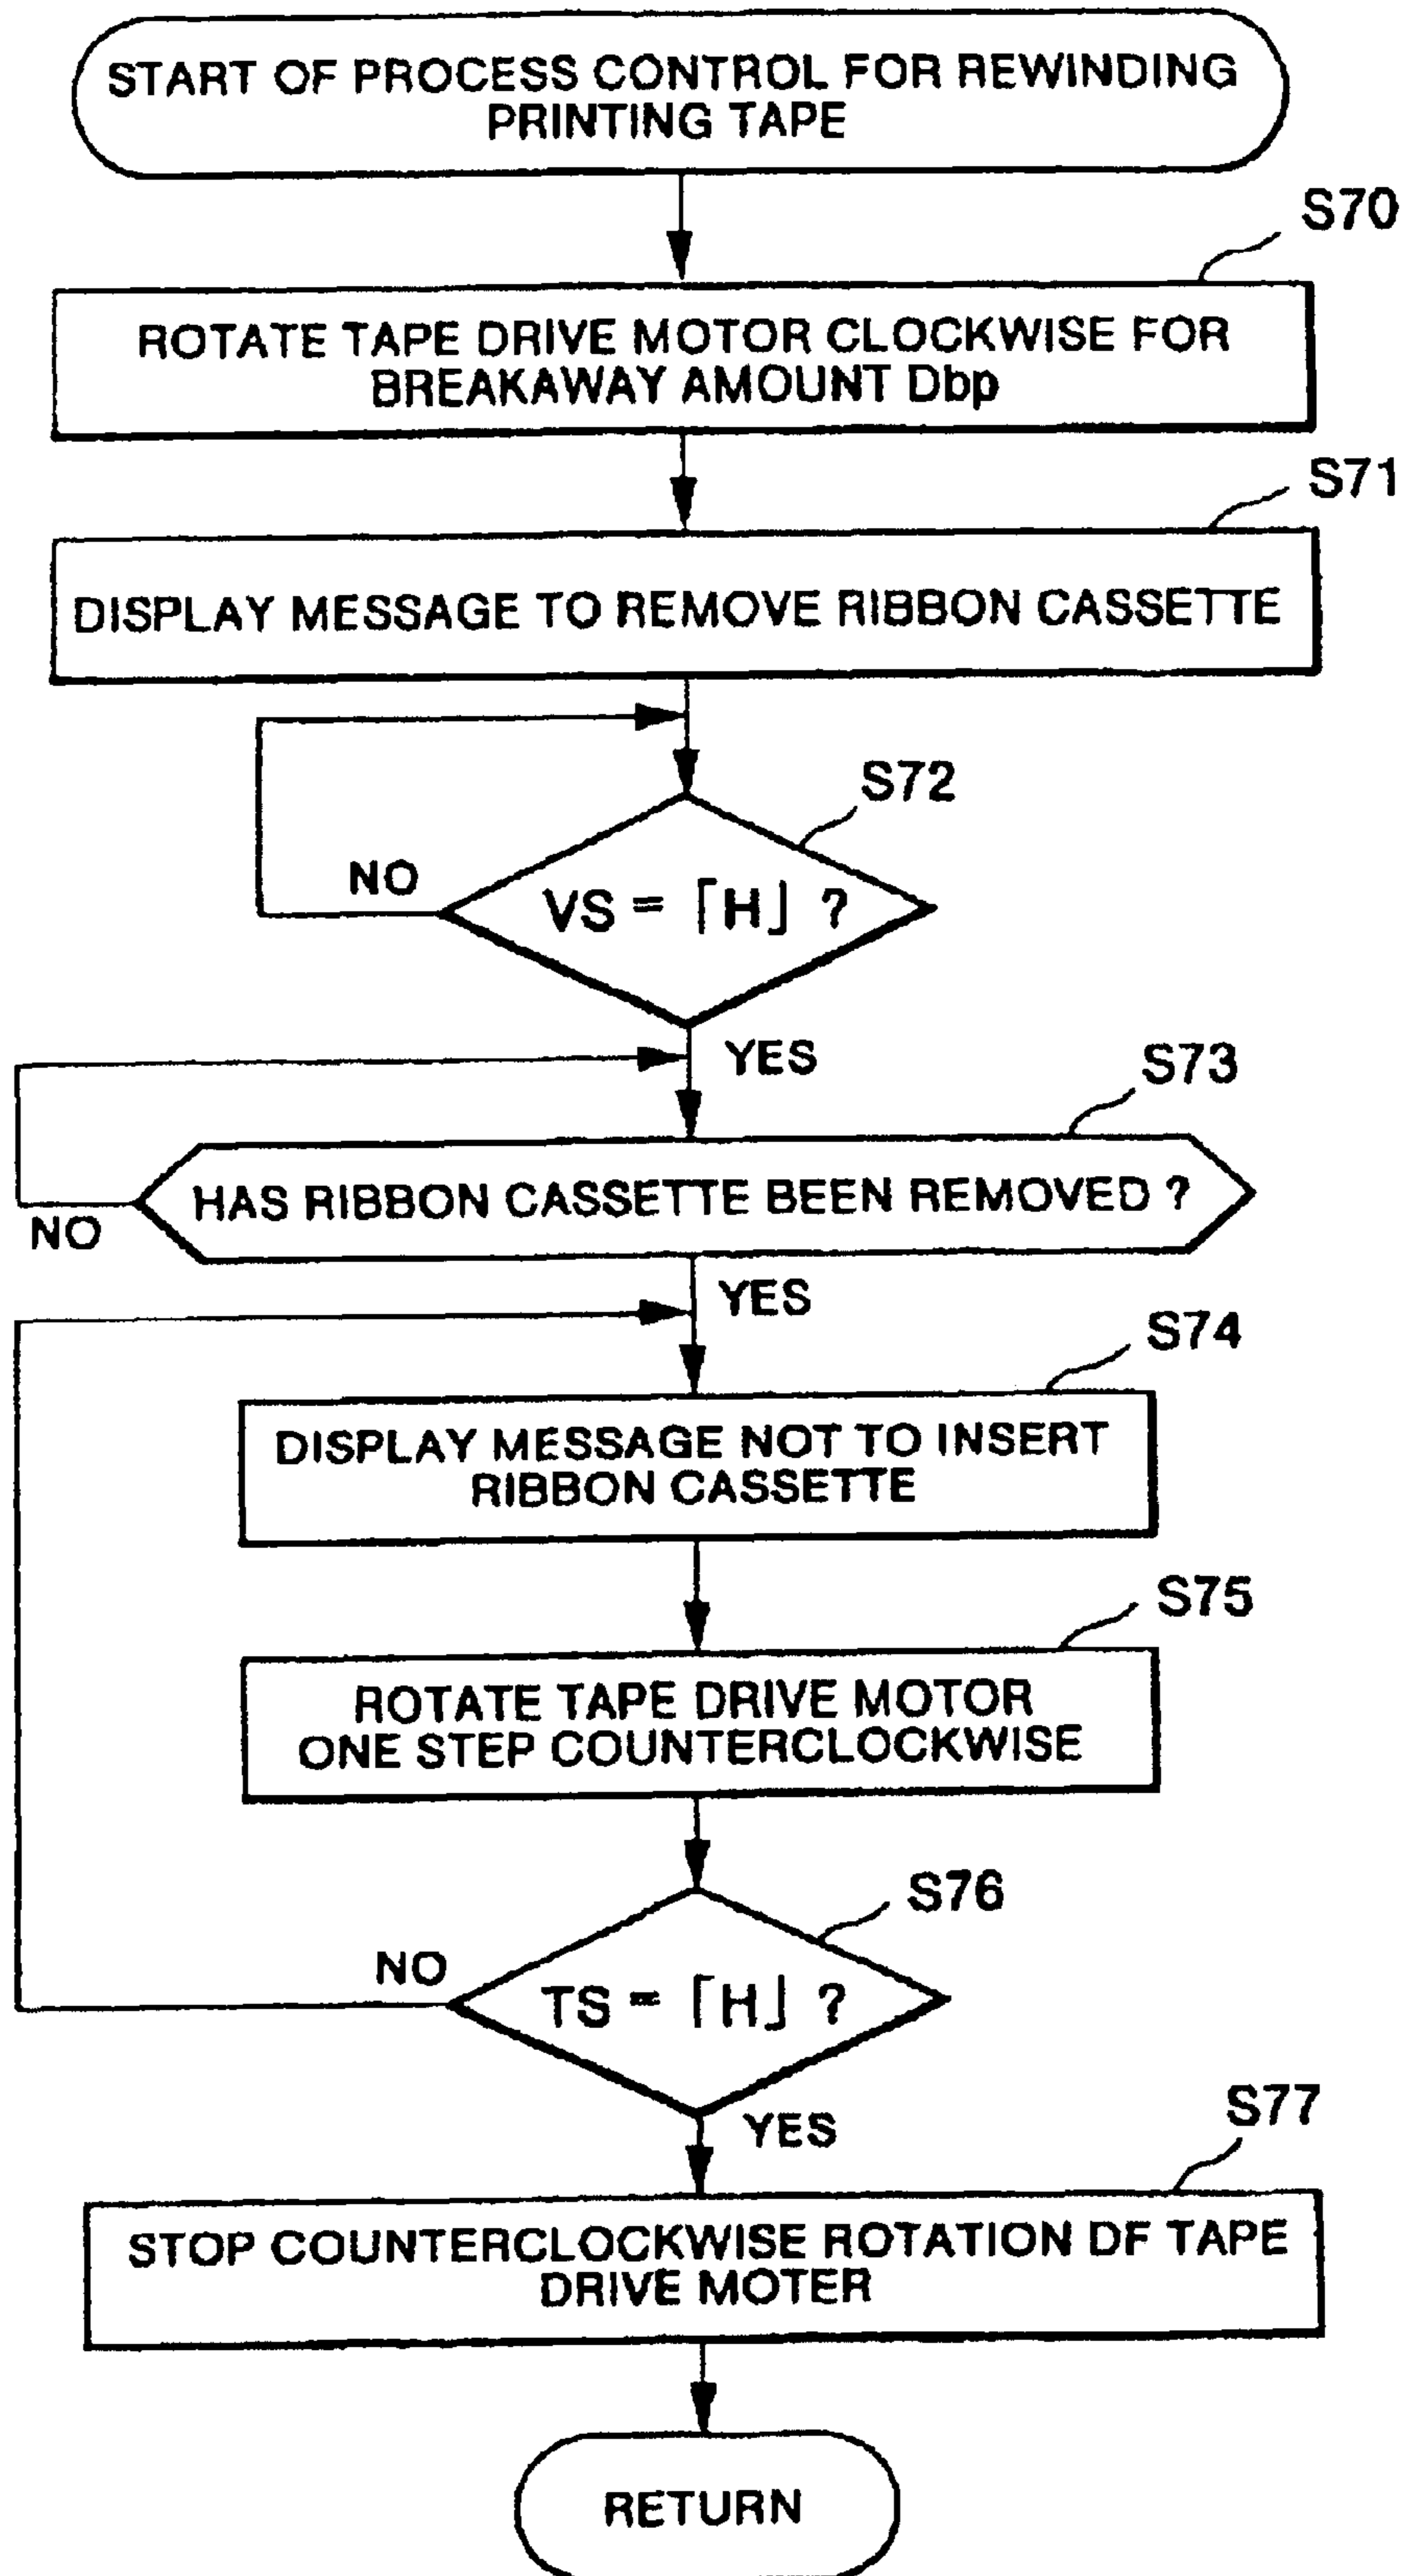 START OF PROCESS CONTROL FOR REWINDING
PRINTING TAPE
S70
ROTATE TAPE DRIVE MOTOR CLOCKWISE FOR
BREAKAWAY AMOUNT Dbp
S71
DISPLAY MESSAGE TO REMOVE RIBBON CASSETTE
S72
NO
VS = ⌈H⌋ ?
YES
S73
HAS RIBBON CASSETTE BEEN REMOVED ?
NO
YES
S74
DISPLAY MESSAGE NOT TO INSERT
RIBBON CASSETTE
S75
ROTATE TAPE DRIVE MOTOR
ONE STEP COUNTERCLOCKWISE
S76
NO
TS = ⌈H⌋ ?
YES
S77
STOP COUNTERCLOCKWISE ROTATION DF TAPE
DRIVE MOTER
RETURN